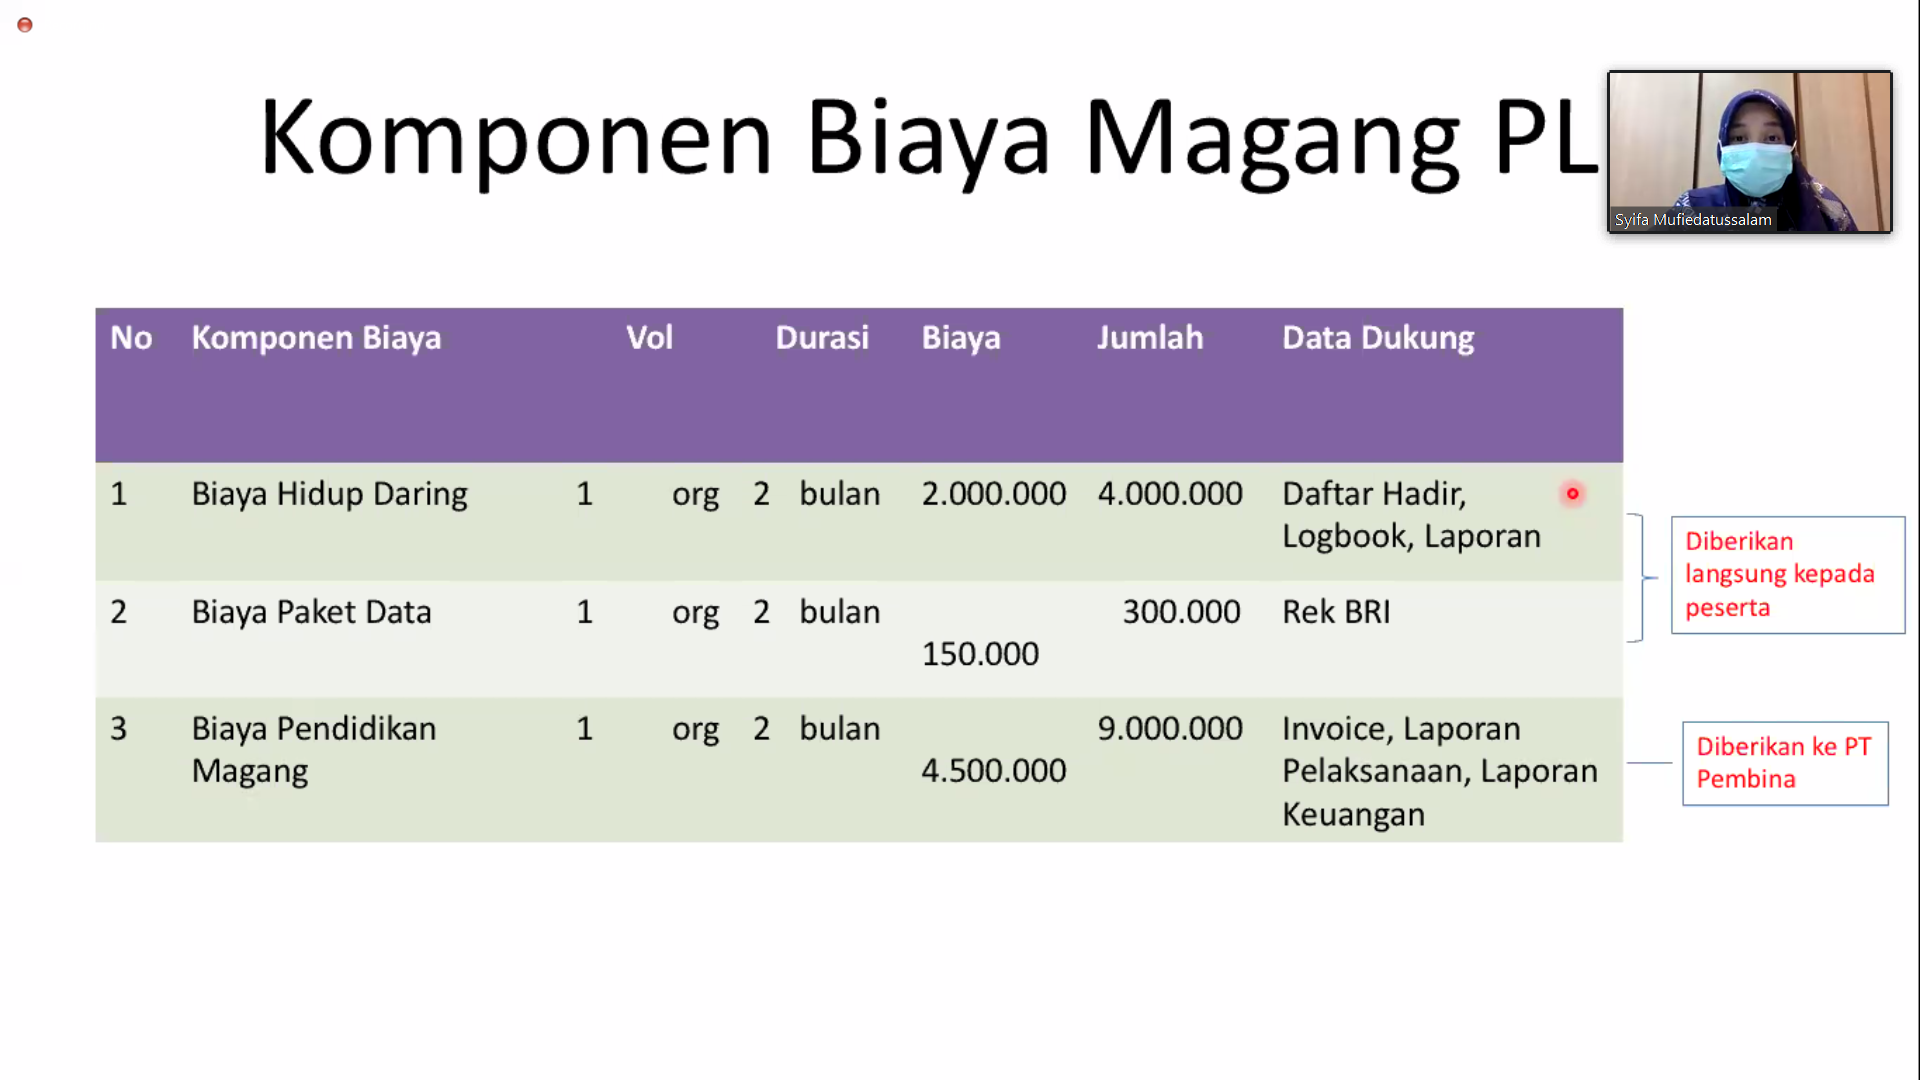 Komponen Biaya Magang PL
Syifa Mufiedatussalam
No Komponen Biaya Vol Durasi Biaya Jumlah Data Dukung
1 Biaya Hidup Daring 1 org 2 bulan 2.000.000 4.000.000 Daftar Hadir,
Logbook, Laporan
2 Biaya Paket Data 1 org 2 bulan 300.000 Rek BRI
150.000
3 Biaya Pendidikan 1 org 2 bulan 9.000.000 Invoice, Laporan
Magang 4.500.000 Pelaksanaan, Laporan
Keuangan
Diberikan
langsung kepada
peserta
Diberikan ke PT
Pembina